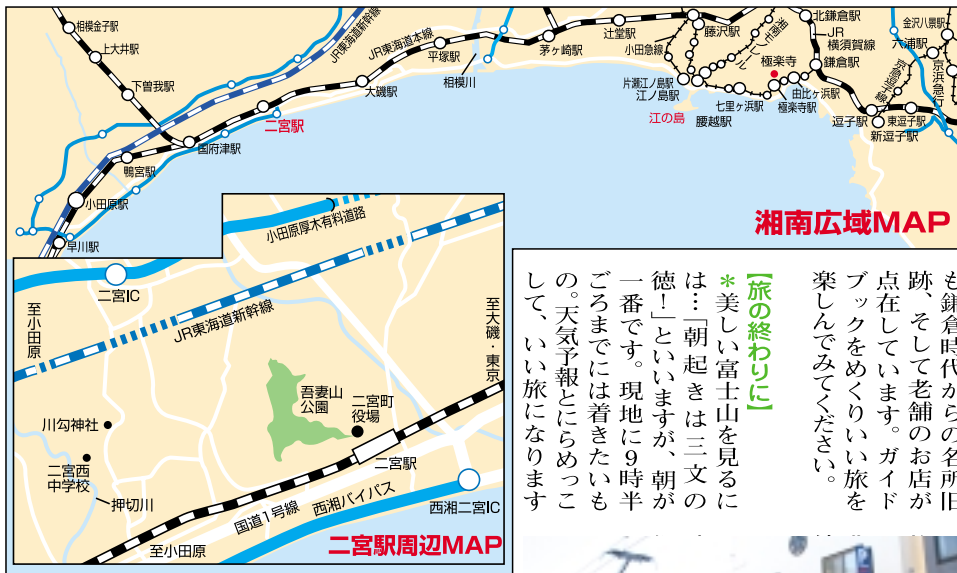 相模金子駅
上大井駅
下曽我駅
鴨宮駅
小田原駅
早川駅
国府津駅
二宮駅
大磯駅
平塚駅
相模川
茅ヶ崎駅
辻堂駅
藤沢駅
JR東海道新幹線
JR東海道本線
小田急線
湘南モノレール
片瀬江ノ島駅
江ノ島駅
江の島
腰越駅
七里ヶ浜駅
極楽寺
極楽寺駅
由比ヶ浜駅
北鎌倉駅
JR
横須賀線
鎌倉駅
逗子駅
東逗子駅
新逗子駅
金沢八景駅
六浦駅
京急逗子線
京浜急行
湘南広域MAP
小田原厚木有料道路
二宮IC
JR東海道新幹線
至小田原
至大磯・東京
吾妻山
公園
二宮町
役場
川勾神社
二宮西
中学校
押切川
二宮駅
国道1号線
西湘バイパス
西湘二宮IC
至小田原
二宮駅周辺MAP
も鎌倉時代からの名所旧
跡、そして老舗のお店が
点在しています。ガイド
ブックをめくりいい旅を
楽しんでみてください。
【旅の終わりに】
＊美しい富士山を見るに
は…「朝起きは三文の
徳！」といいますが、朝が
一番です。現地に9時半
ごろまでには着きたいも
の。天気予報とにらめっこ
して、いい旅になります